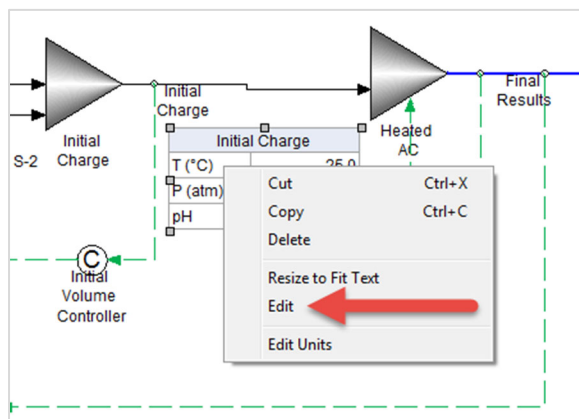 Initial
Charge
S-2
Initial
Charge
Initial Charge
T (°C) 25.0
P (atm)
pH
Heated
AC
Final
Results
Cut Ctrl+X
Copy Ctrl+C
Delete
Resize to Fit Text
Edit
Edit Units
C
Initial
Volume
Controller